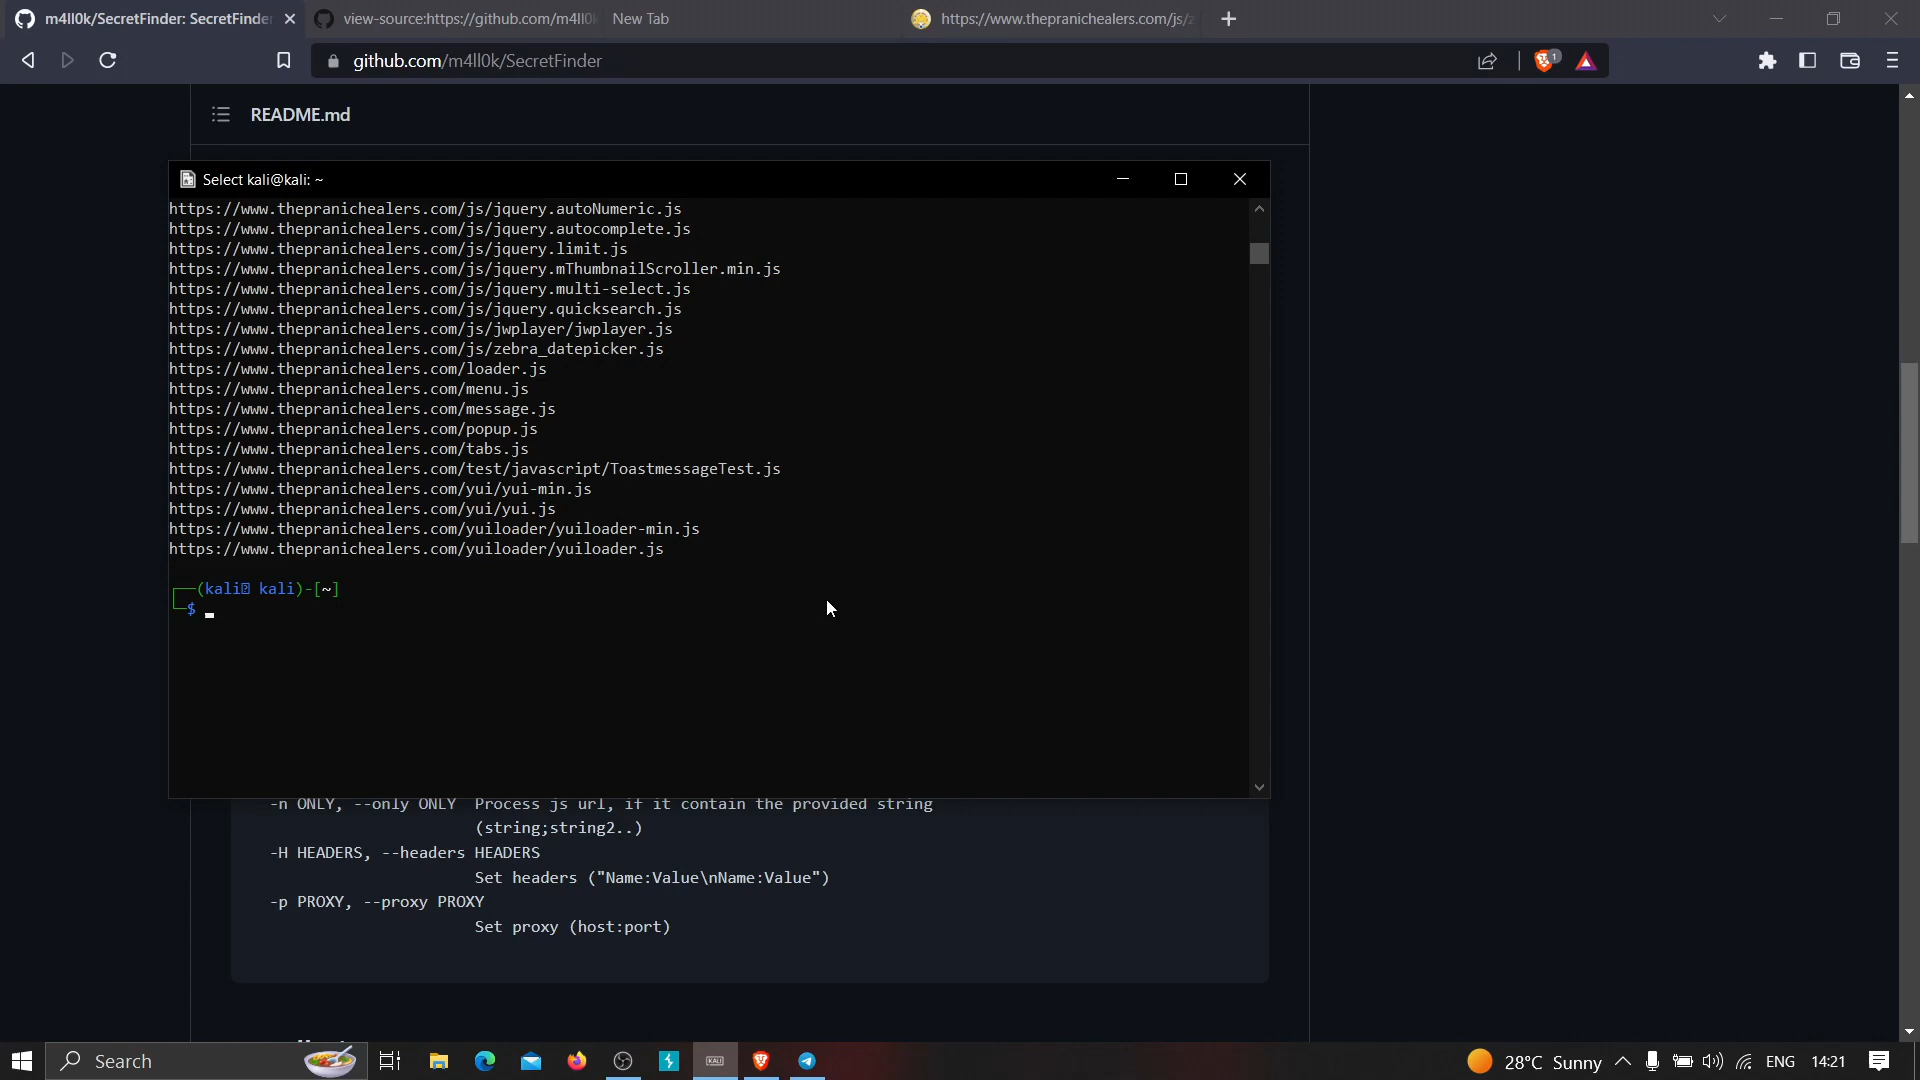 m4ll0k/SecretFinder: SecretFinde
view-source:https://github.com/m4ll0k
New Tab
https://www.thepranichealers.com/js/z
github.com/m4ll0k/SecretFinder
1
README.md
Select kali@kali: ~
https://www.thepranichealers.com/js/jquery.autoNumeric.js
https://www.thepranichealers.com/js/jquery.autocomplete.js
https://www.thepranichealers.com/js/jquery.limit.js
https://www.thepranichealers.com/js/jquery.mThumbnailScroller.min.js
https://www.thepranichealers.com/js/jquery.multi-select.js
https://www.thepranichealers.com/js/jquery.quicksearch.js
https://www.thepranichealers.com/js/jwplayer/jwplayer.js
https://www.thepranichealers.com/js/zebra_datepicker.js
https://www.thepranichealers.com/loader.js
https://www.thepranichealers.com/menu.js
https://www.thepranichealers.com/message.js
https://www.thepranichealers.com/popup.js
https://www.thepranichealers.com/tabs.js
https://www.thepranichealers.com/test/javascript/ToastmessageTest.js
https://www.thepranichealers.com/yui/yui-min.js
https://www.thepranichealers.com/yui/yui.js
https://www.thepranichealers.com/yuiloader/yuiloader-min.js
https://www.thepranichealers.com/yuiloader/yuiloader.js
┌──(kali⍰ kali)-[~]
└─$
-n ONLY, --only ONLY  Process js url, if it contain the provided string
(string;string2..)
-H HEADERS, --headers HEADERS
Set headers ("Name:Value\nName:Value")
-p PROXY, --proxy PROXY
Set proxy (host:port)
Search
KALI
28°C Sunny
ENG
14:21